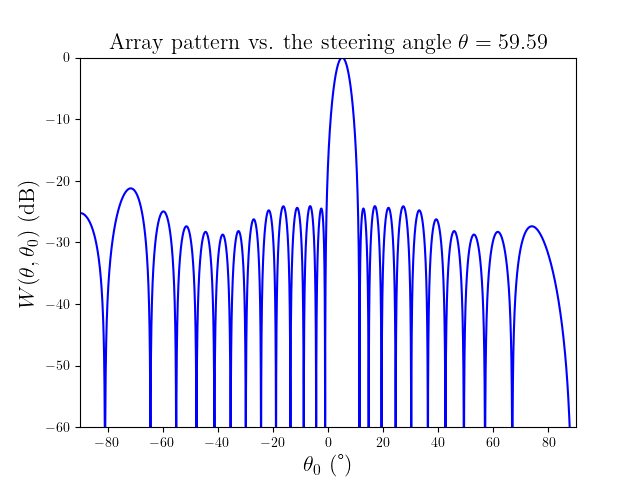 Array pattern vs. the steering angle θ = 59.59
W(θ, θ₀) (dB)
0
−10
−20
−30
−40
−50
−60
−80 −60 −40 −20 0 20 40 60 80
θ₀ (°)